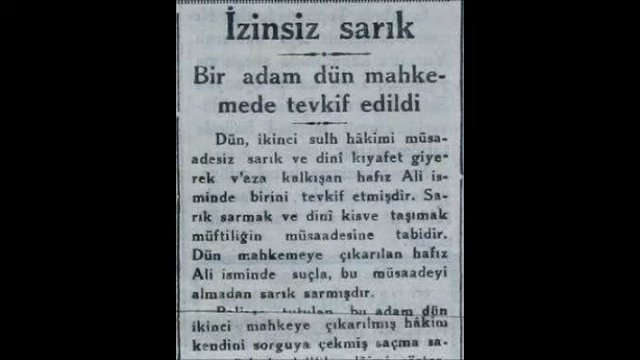 İzinsiz sarık
Bir adam dün mahke-
mede tevkif edildi
Dün, ikinci sulh hâkimi müsa-
adesiz sarık ve dinî kıyafet giye-
rek v'aza kalkışan hafız Ali is-
minde birini tevkif etmişdir. Sa-
rık sarmak ve dinî kisve taşımak
müftiliğin müsaadesine tabidir.
Dün mahkemeye çıkarılan hafız
Ali isminde suçla, bu müsaadeyi
almadan sarık sarmışdır.
bu adam dün
ikinci mahkeye çıkarılmış hâkim
kendini sorguya çekmiş saçma sa-